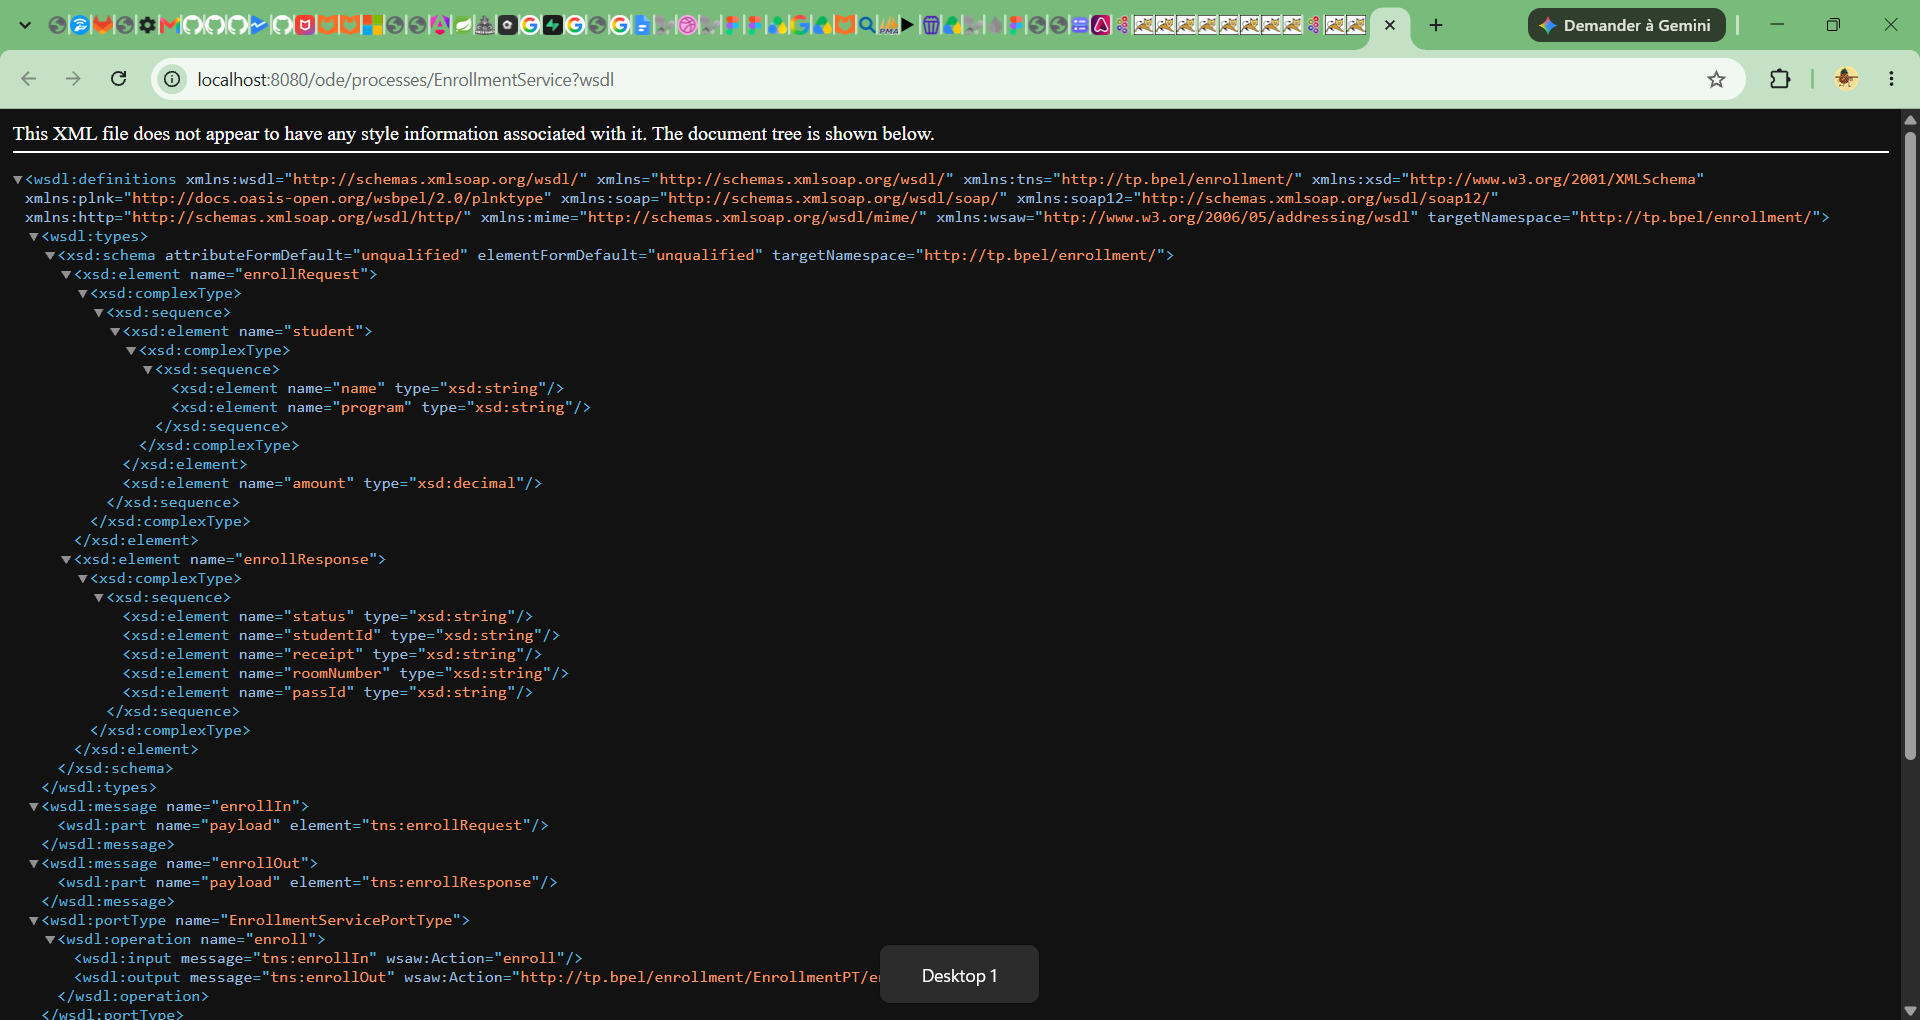 Demander à Gemini
localhost:8080/ode/processes/EnrollmentService?wsdl
This XML file does not appear to have any style information associated with it. The document tree is shown below.
▼<wsdl:definitions xmlns:wsdl="http://schemas.xmlsoap.org/wsdl/" xmlns="http://schemas.xmlsoap.org/wsdl/" xmlns:tns="http://tp.bpel/enrollment/" xmlns:xsd="http://www.w3.org/2001/XMLSchema"
xmlns:plnk="http://docs.oasis-open.org/wsbpel/2.0/plnktype" xmlns:soap="http://schemas.xmlsoap.org/wsdl/soap/" xmlns:soap12="http://schemas.xmlsoap.org/wsdl/soap12/"
xmlns:http="http://schemas.xmlsoap.org/wsdl/http/" xmlns:mime="http://schemas.xmlsoap.org/wsdl/mime/" xmlns:wsaw="http://www.w3.org/2006/05/addressing/wsdl" targetNamespace="http://tp.bpel/enrollment/">
▼<wsdl:types>
▼<xsd:schema attributeFormDefault="unqualified" elementFormDefault="unqualified" targetNamespace="http://tp.bpel/enrollment/">
▼<xsd:element name="enrollRequest">
▼<xsd:complexType>
▼<xsd:sequence>
▼<xsd:element name="student">
▼<xsd:complexType>
▼<xsd:sequence>
<xsd:element name="name" type="xsd:string"/>
<xsd:element name="program" type="xsd:string"/>
</xsd:sequence>
</xsd:complexType>
</xsd:element>
<xsd:element name="amount" type="xsd:decimal"/>
</xsd:sequence>
</xsd:complexType>
</xsd:element>
▼<xsd:element name="enrollResponse">
▼<xsd:complexType>
▼<xsd:sequence>
<xsd:element name="status" type="xsd:string"/>
<xsd:element name="studentId" type="xsd:string"/>
<xsd:element name="receipt" type="xsd:string"/>
<xsd:element name="roomNumber" type="xsd:string"/>
<xsd:element name="passId" type="xsd:string"/>
</xsd:sequence>
</xsd:complexType>
</xsd:element>
</xsd:schema>
</wsdl:types>
▼<wsdl:message name="enrollIn">
<wsdl:part name="payload" element="tns:enrollRequest"/>
</wsdl:message>
▼<wsdl:message name="enrollOut">
<wsdl:part name="payload" element="tns:enrollResponse"/>
</wsdl:message>
▼<wsdl:portType name="EnrollmentServicePortType">
▼<wsdl:operation name="enroll">
<wsdl:input message="tns:enrollIn" wsaw:Action="enroll"/>
<wsdl:output message="tns:enrollOut" wsaw:Action="http://tp.bpel/enrollment/EnrollmentPT/e
</wsdl:operation>
</wsdl:portType>
Desktop 1